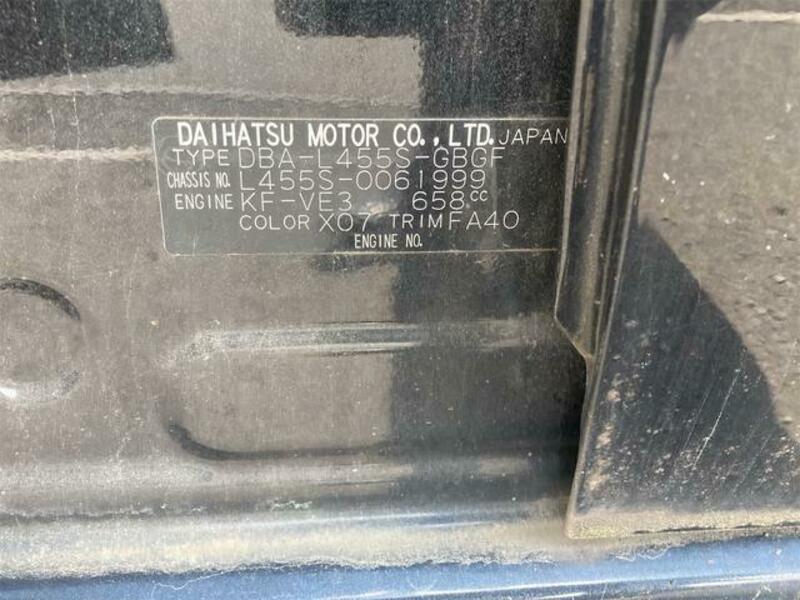 DAIHATSU MOTOR CO.,LTD. JAPAN
TYPE DBA-L455S-GBGF
CHASSIS NO. L455S-0061999
ENGINE KF-VE3 658cc
COLOR X07 TRIM FA40
ENGINE NO.